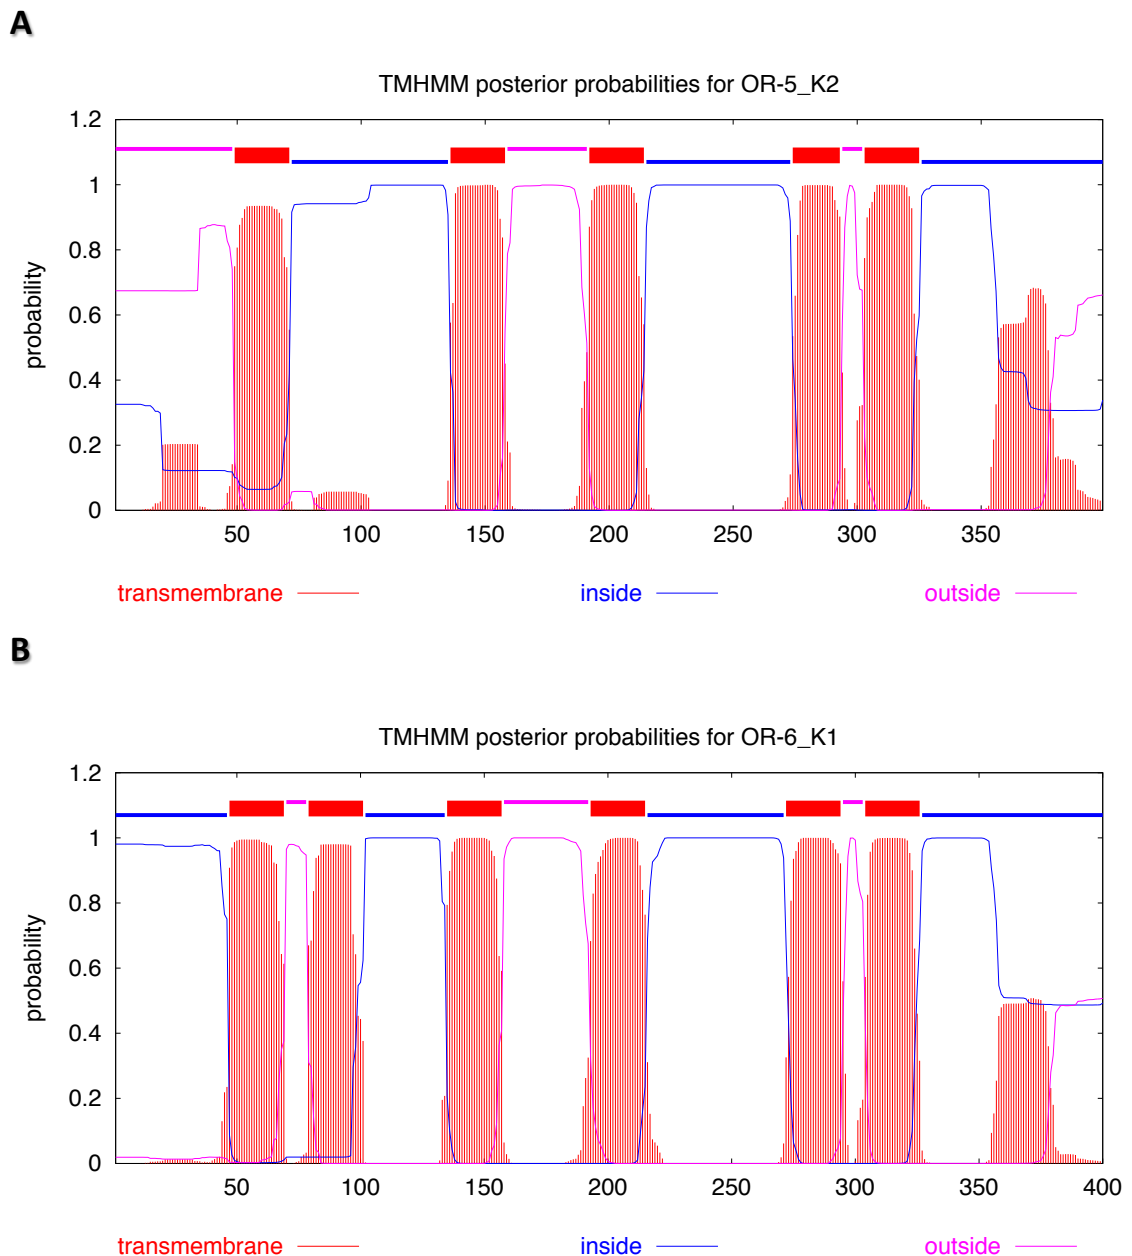 A
TMHMM posterior probabilities for OR-5_K2
probability
1.2
1
0.8
0.6
0.4
0.2
0
50 100 150 200 250 300 350
transmembrane inside outside
B
TMHMM posterior probabilities for OR-6_K1
probability
1.2
1
0.8
0.6
0.4
0.2
0
50 100 150 200 250 300 350 400
transmembrane inside outside